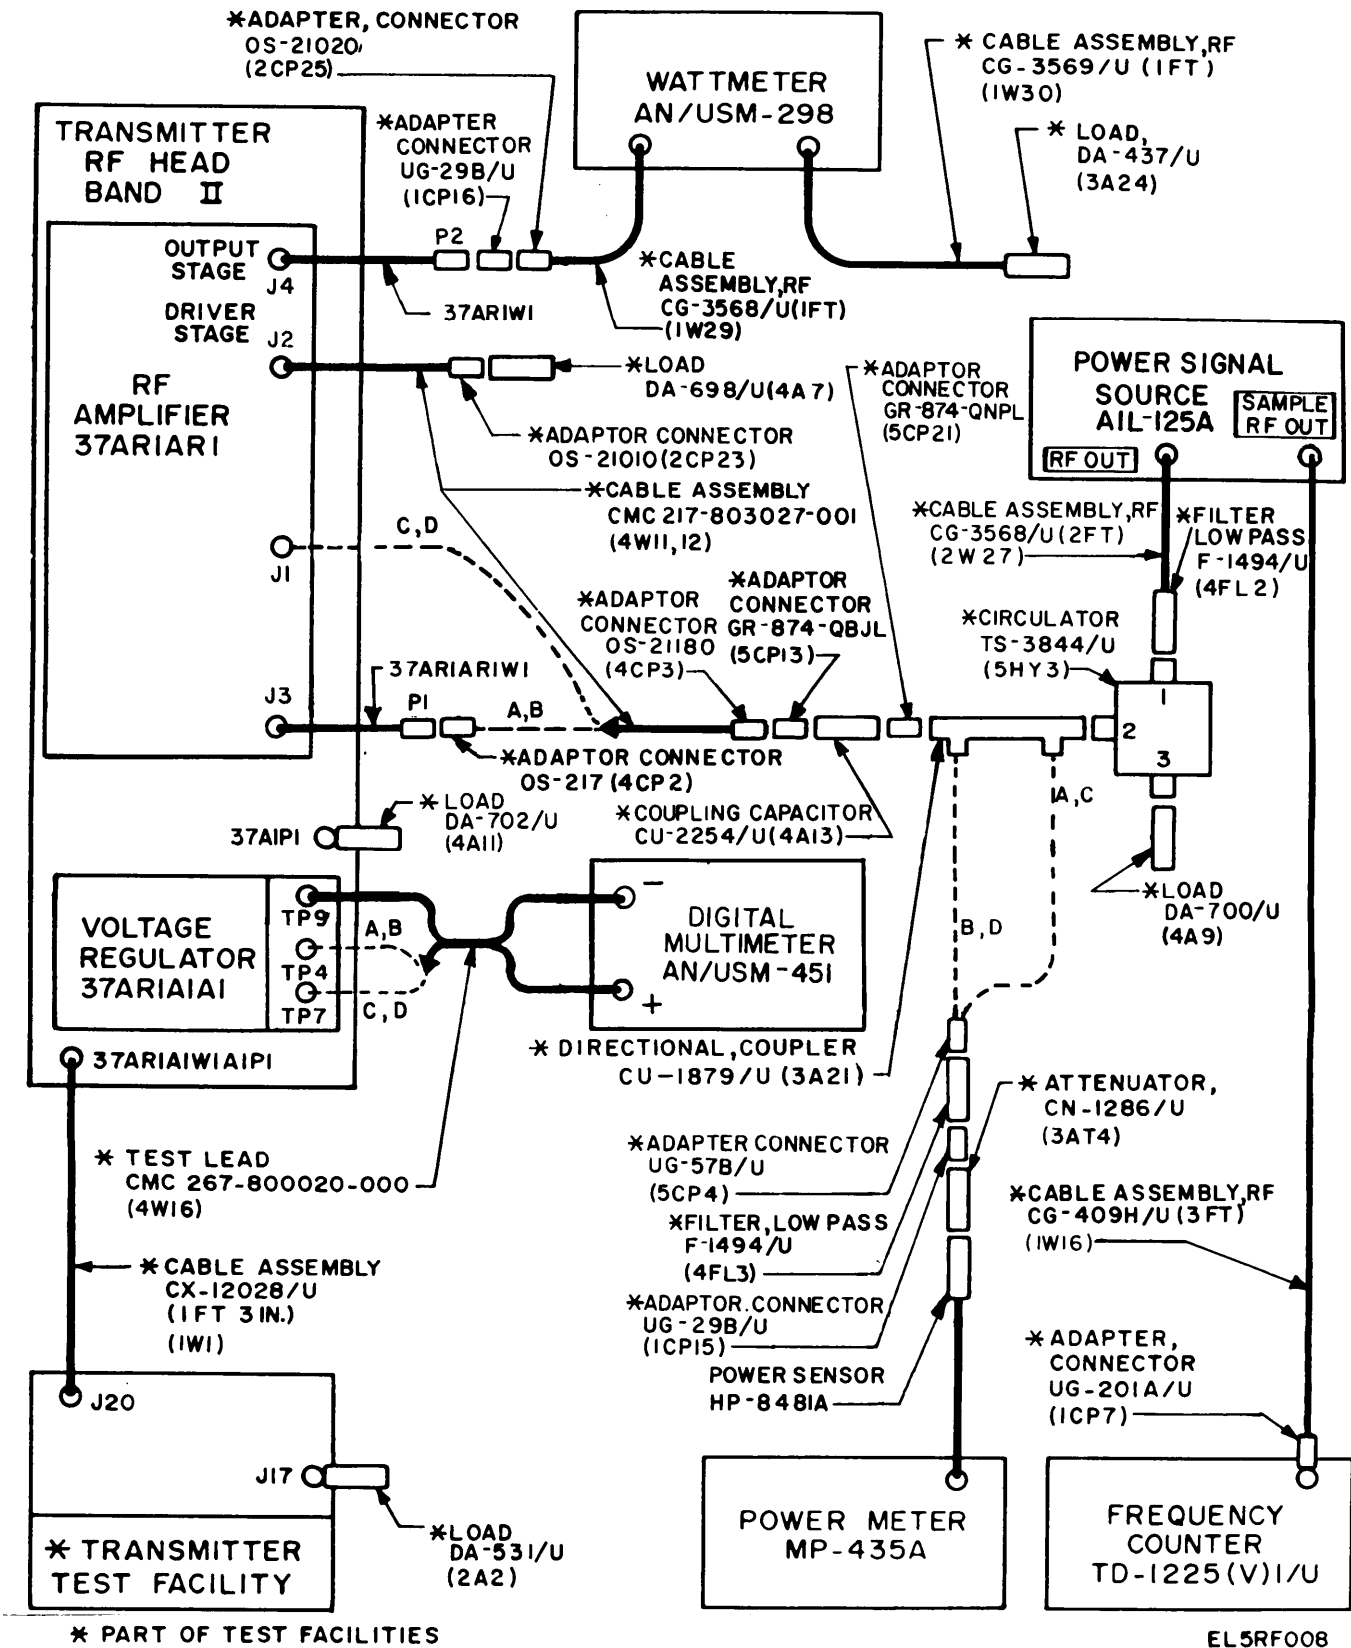 *ADAPTER, CONNECTOR
OS-21020
(2CP25)
WATTMETER
AN/USM-298
* CABLE ASSEMBLY,RF
CG-3569/U (1FT)
(1W30)
* LOAD,
DA-437/U
(3A24)
TRANSMITTER
RF HEAD
BAND II
*ADAPTER
CONNECTOR
UG-29B/U
(1CP16)
OUTPUT
STAGE
J4
P2
37AR1W1
*CABLE
ASSEMBLY,RF
CG-3568/U(1FT)
(1W29)
DRIVER
STAGE
J2
*LOAD
DA-698/U(4A7)
RF
AMPLIFIER
37AR1AR1
*ADAPTOR CONNECTOR
OS-21010(2CP23)
*CABLE ASSEMBLY
CMC 217-803027-001
(4W11,12)
*ADAPTOR
CONNECTOR
GR-874-QNPL
(5CP21)
POWER SIGNAL
SOURCE
AIL-125A
SAMPLE
RF OUT
RF OUT
*CABLE ASSEMBLY,RF
CG-3568/U(2FT)
(2W27)
*FILTER
LOW PASS
F-1494/U
(4FL2)
C,D
J1
*ADAPTOR
CONNECTOR
OS-21180
(4CP3)
*ADAPTOR
CONNECTOR
GR-874-QBJL
(5CP13)
*CIRCULATOR
TS-3844/U
(5HY3)
1
2
3
37AR1AR1W1
J3
P1
A,B
*ADAPTOR CONNECTOR
OS-217 (4CP2)
*COUPLING CAPACITOR
CU-2254/U(4A13)
A,C
37A1P1
* LOAD
DA-702/U
(4A11)
*LOAD
DA-700/U
(4A9)
VOLTAGE
REGULATOR
37AR1A1A1
TP9
TP4
TP7
A,B
C,D
DIGITAL
MULTIMETER
AN/USM-451
−
+
B,D
37AR1A1W1A1P1
* DIRECTIONAL,COUPLER
CU-1879/U (3A21)
* ATTENUATOR,
CN-1286/U
(3AT4)
* TEST LEAD
CMC 267-800020-000
(4W16)
*ADAPTER CONNECTOR
UG-57B/U
(5CP4)
*FILTER, LOW PASS
F-1494/U
(4FL3)
*ADAPTOR CONNECTOR
UG-29B/U
(1CP15)
POWER SENSOR
HP-8481A
*CABLE ASSEMBLY,RF
CG-409H/U(3FT)
(1W16)
* CABLE ASSEMBLY
CX-12028/U
(1FT 3IN.)
(1W1)
* ADAPTER,
CONNECTOR
UG-201A/U
(1CP7)
J20
J17
*LOAD
DA-531/U
(2A2)
* TRANSMITTER
TEST FACILITY
POWER METER
MP-435A
FREQUENCY
COUNTER
TD-1225(V)1/U
* PART OF TEST FACILITIES
EL5RF008